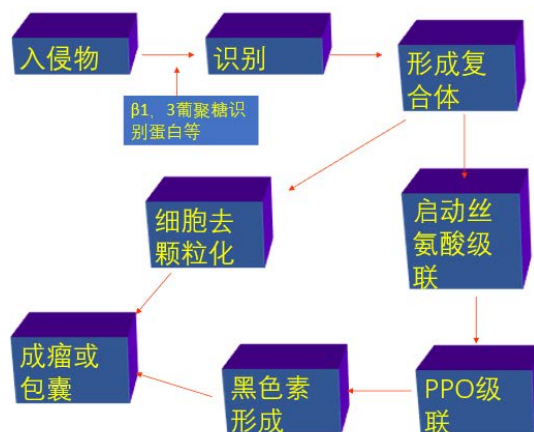 入侵物
识别
形成复
合体
β1、3葡聚糖识
别蛋白等
细胞去
颗粒化
启动丝
氨酸级
联
成瘤或
包囊
黑色素
形成
PPO级
联